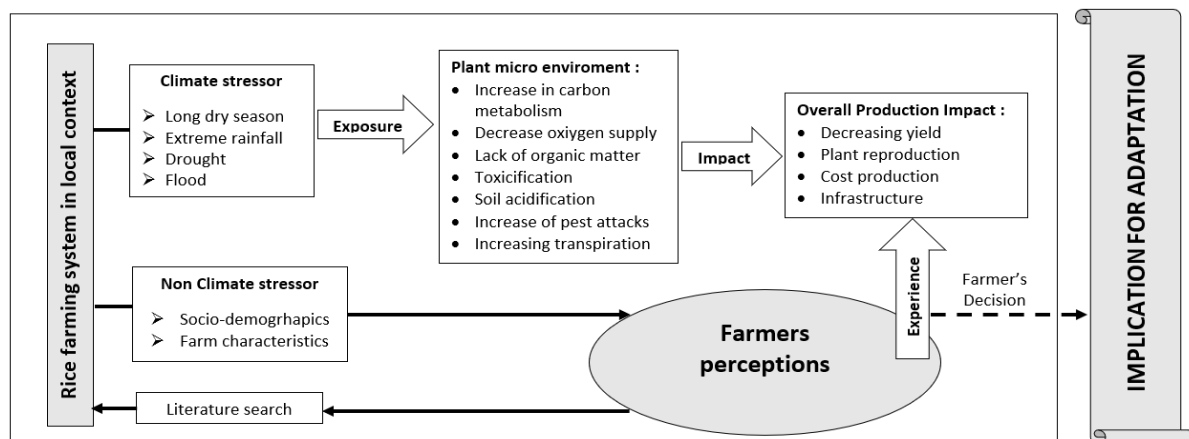 Rice farming system in local context
Climate stressor
Long dry season
Extreme rainfall
Drought
Flood
Exposure
Plant micro enviroment :
Increase in carbon
metabolism
Decrease oxigen supply
Lack of organic matter
Toxicification
Soil acidification
Increase of pest attacks
Increasing transpiration
Impact
Overall Production Impact :
Decreasing yield
Plant reproduction
Cost production
Infrastructure
Non Climate stressor
Socio-demogrhapics
Farm characteristics
Literature search
Farmers
perceptions
Experience
Farmer's
Decision
IMPLICATION FOR ADAPTATION